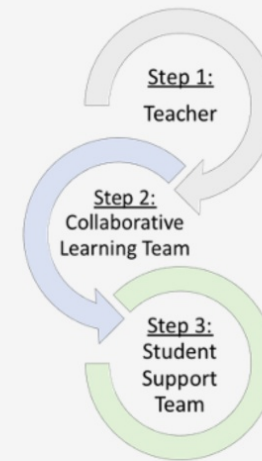 Step 1:
Teacher
Step 2:
Collaborative
Learning Team
Step 3:
Student
Support
Team